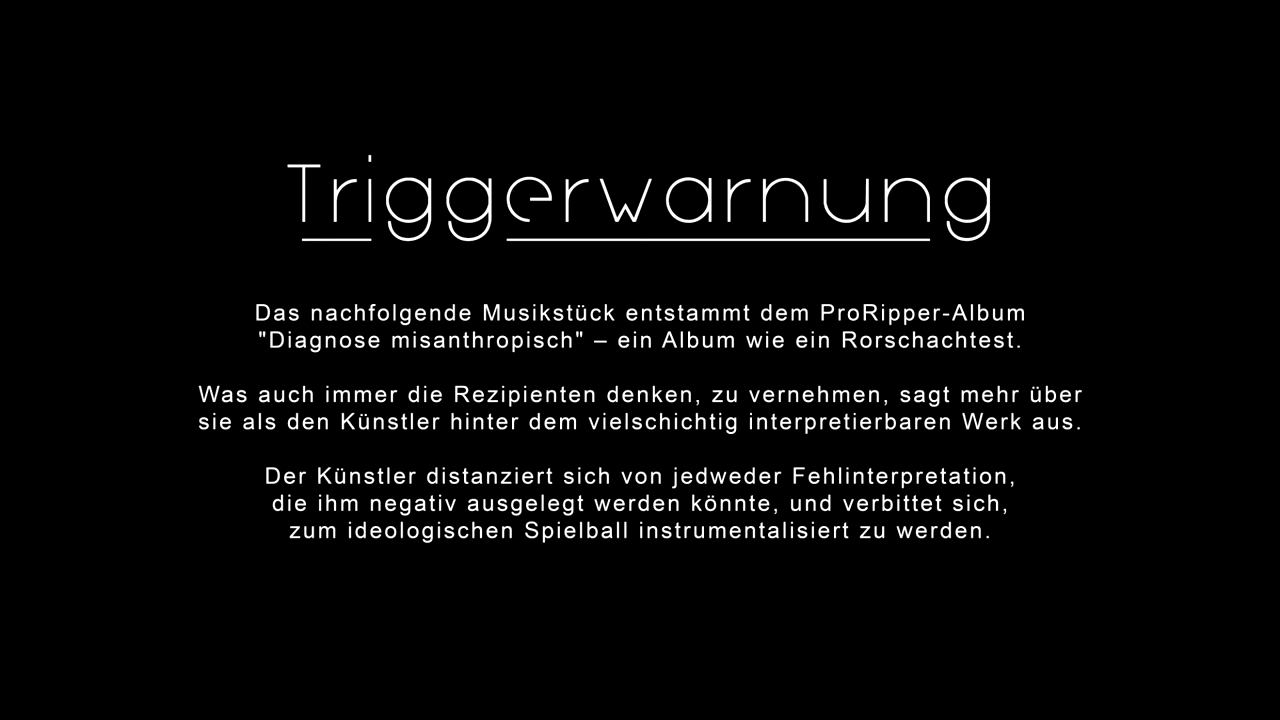 Triggerwarnung
Das nachfolgende Musikstück entstammt dem ProRipper-Album
"Diagnose misanthropisch" – ein Album wie ein Rorschachtest.
Was auch immer die Rezipienten denken, zu vernehmen, sagt mehr über
sie als den Künstler hinter dem vielschichtig interpretierbaren Werk aus.
Der Künstler distanziert sich von jedweder Fehlinterpretation,
die ihm negativ ausgelegt werden könnte, und verbittet sich,
zum ideologischen Spielball instrumentalisiert zu werden.